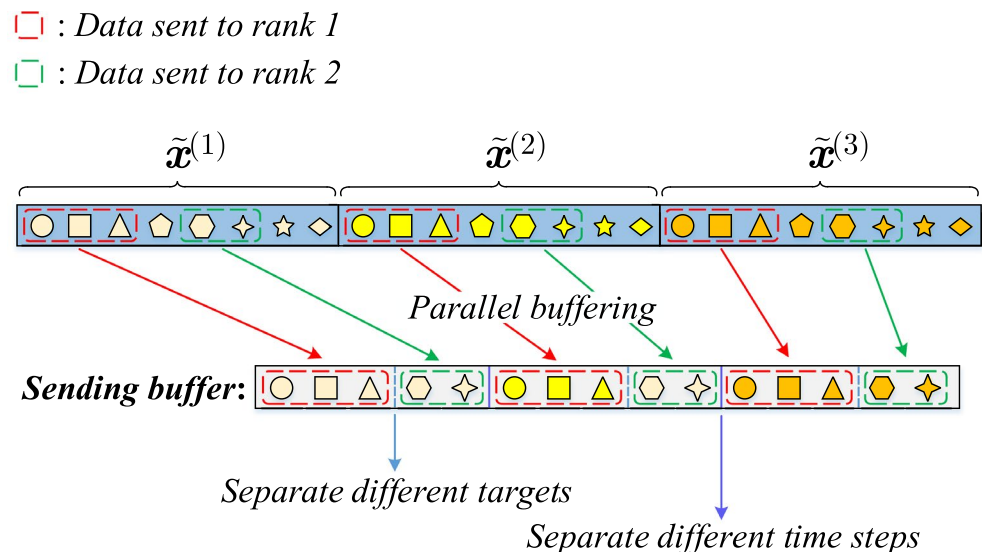 : Data sent to rank 1
: Data sent to rank 2
x̃⁽¹⁾ x̃⁽²⁾ x̃⁽³⁾
Parallel buffering
Sending buffer:
Separate different targets
Separate different time steps